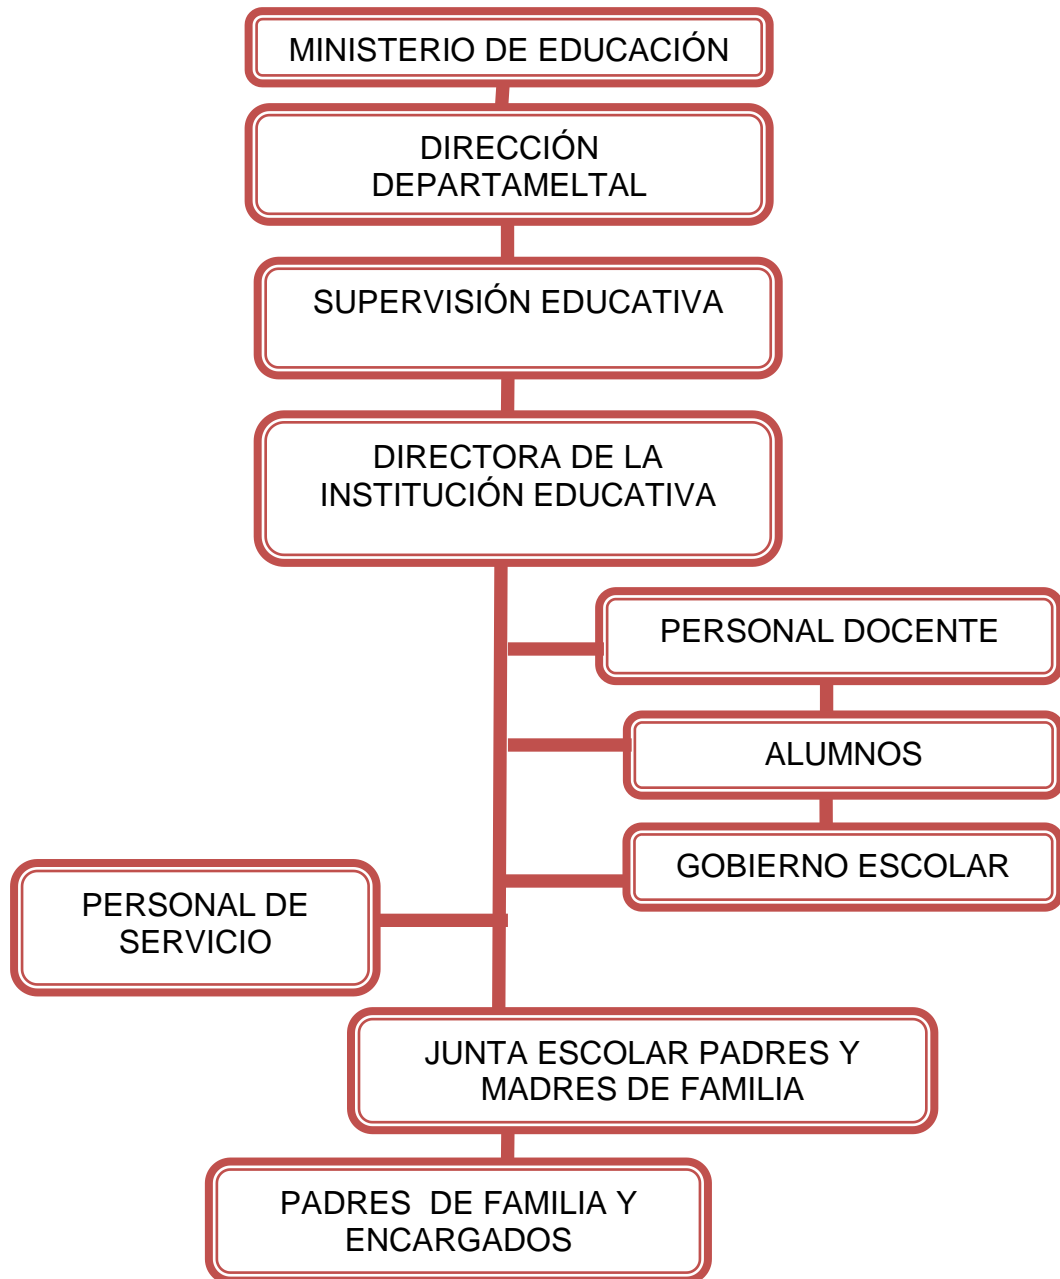 MINISTERIO DE EDUCACIÓN
DIRECCIÓN
DEPARTAMELTAL
SUPERVISIÓN EDUCATIVA
DIRECTORA DE LA
INSTITUCIÓN EDUCATIVA
PERSONAL DOCENTE
ALUMNOS
GOBIERNO ESCOLAR
PERSONAL DE
SERVICIO
JUNTA ESCOLAR PADRES Y
MADRES DE FAMILIA
PADRES DE FAMILIA Y
ENCARGADOS